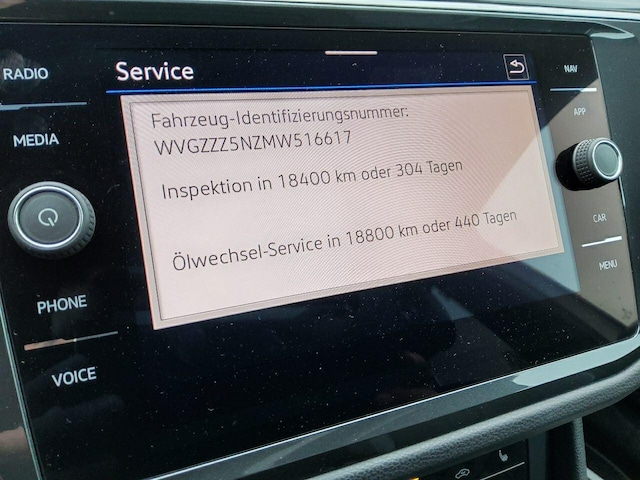 Service
RADIO
MEDIA
PHONE
VOICE
NAV
APP
CAR
MENU
Fahrzeug-Identifizierungsnummer:
WVGZZZ5NZMW516617
Inspektion in 18400 km oder 304 Tagen
Ölwechsel-Service in 18800 km oder 440 Tagen